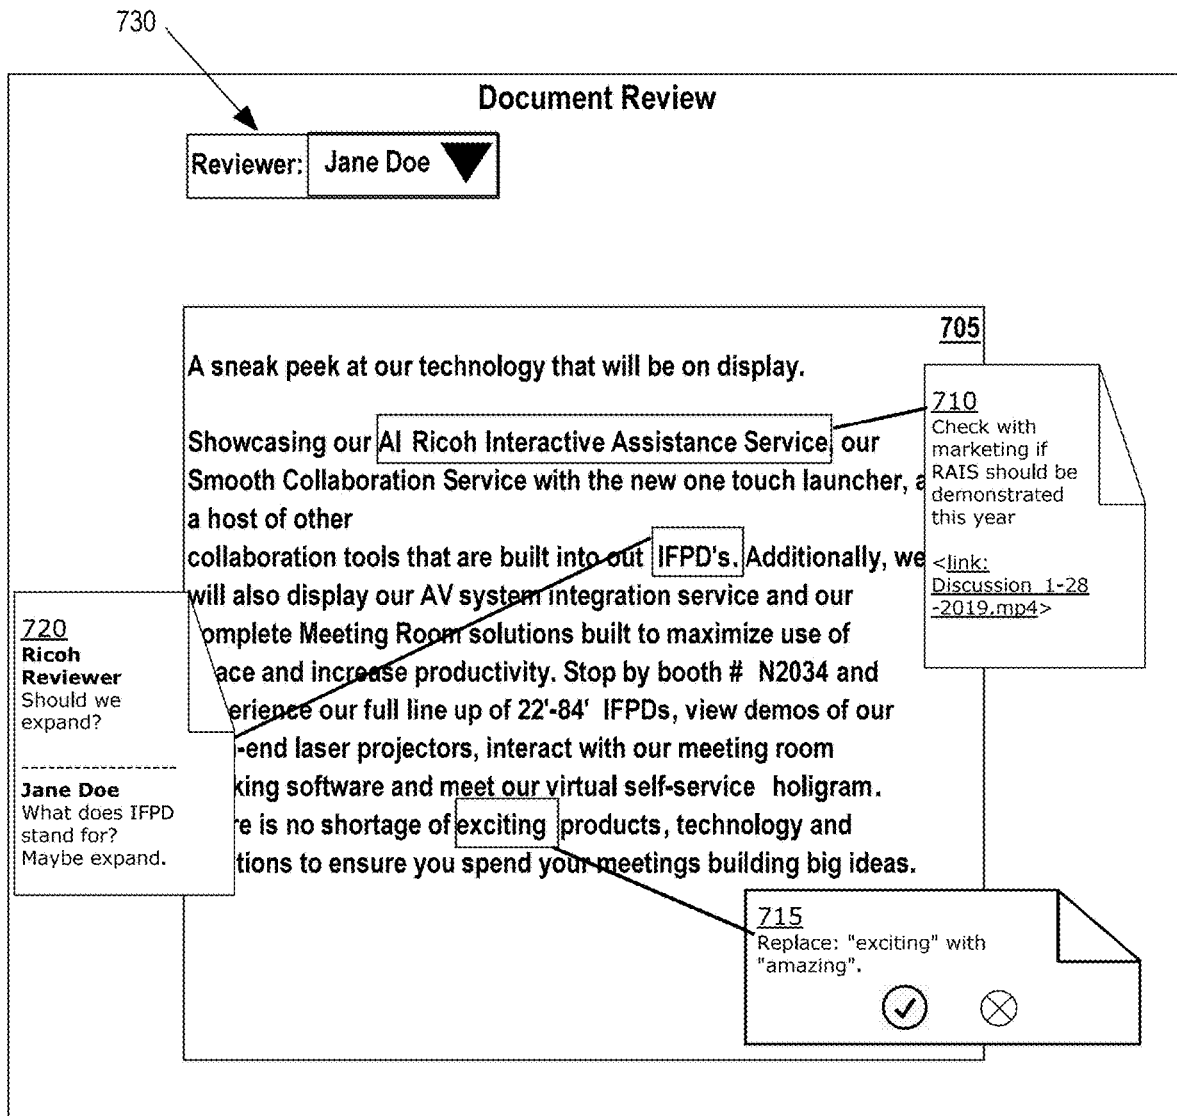 730
Document Review
Reviewer: Jane Doe
705
A sneak peek at our technology that will be on display.
Showcasing our AI Ricoh Interactive Assistance Service, our
Smooth Collaboration Service with the new one touch launcher, a
a host of other
collaboration tools that are built into out IFPD's. Additionally, we
will also display our AV system integration service and our
omplete Meeting Room solutions built to maximize use of
ace and increase productivity. Stop by booth # N2034 and
erience our full line up of 22'-84' IFPDs, view demos of our
-end laser projectors, interact with our meeting room
king software and meet our virtual self-service holigram.
re is no shortage of exciting products, technology and
tions to ensure you spend your meetings building big ideas.
710
Check with
marketing if
RAIS should be
demonstrated
this year
<link:
Discussion_1-28
-2019.mp4>
720
Ricoh
Reviewer
Should we
expand?
-------------------
Jane Doe
What does IFPD
stand for?
Maybe expand.
715
Replace: "exciting" with
"amazing".